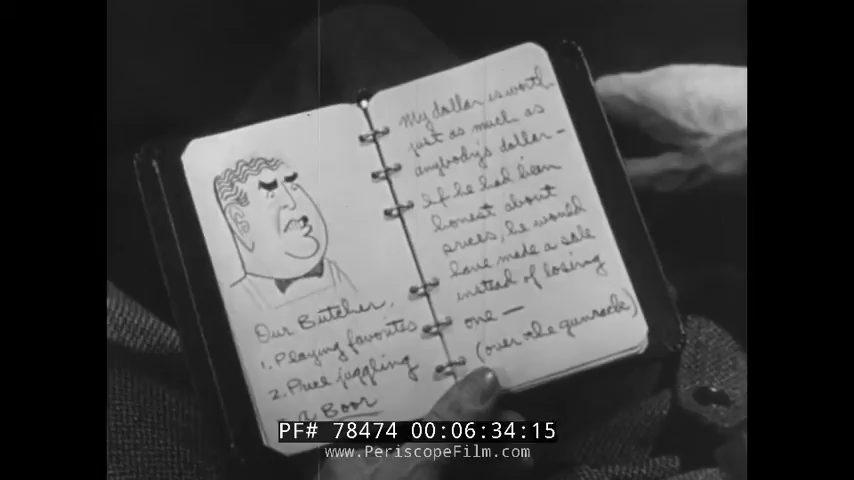 Our Butcher,
1. Playing favorites
2. Price juggling
a Boor
My dollar is worth
just as much as
anybody's dollar —
If he had been
honest about
prices, he would
have made a sale
instead of losing
one —
(over the
PF# 78474 00:06:34:15
www.PeriscopeFilm.com